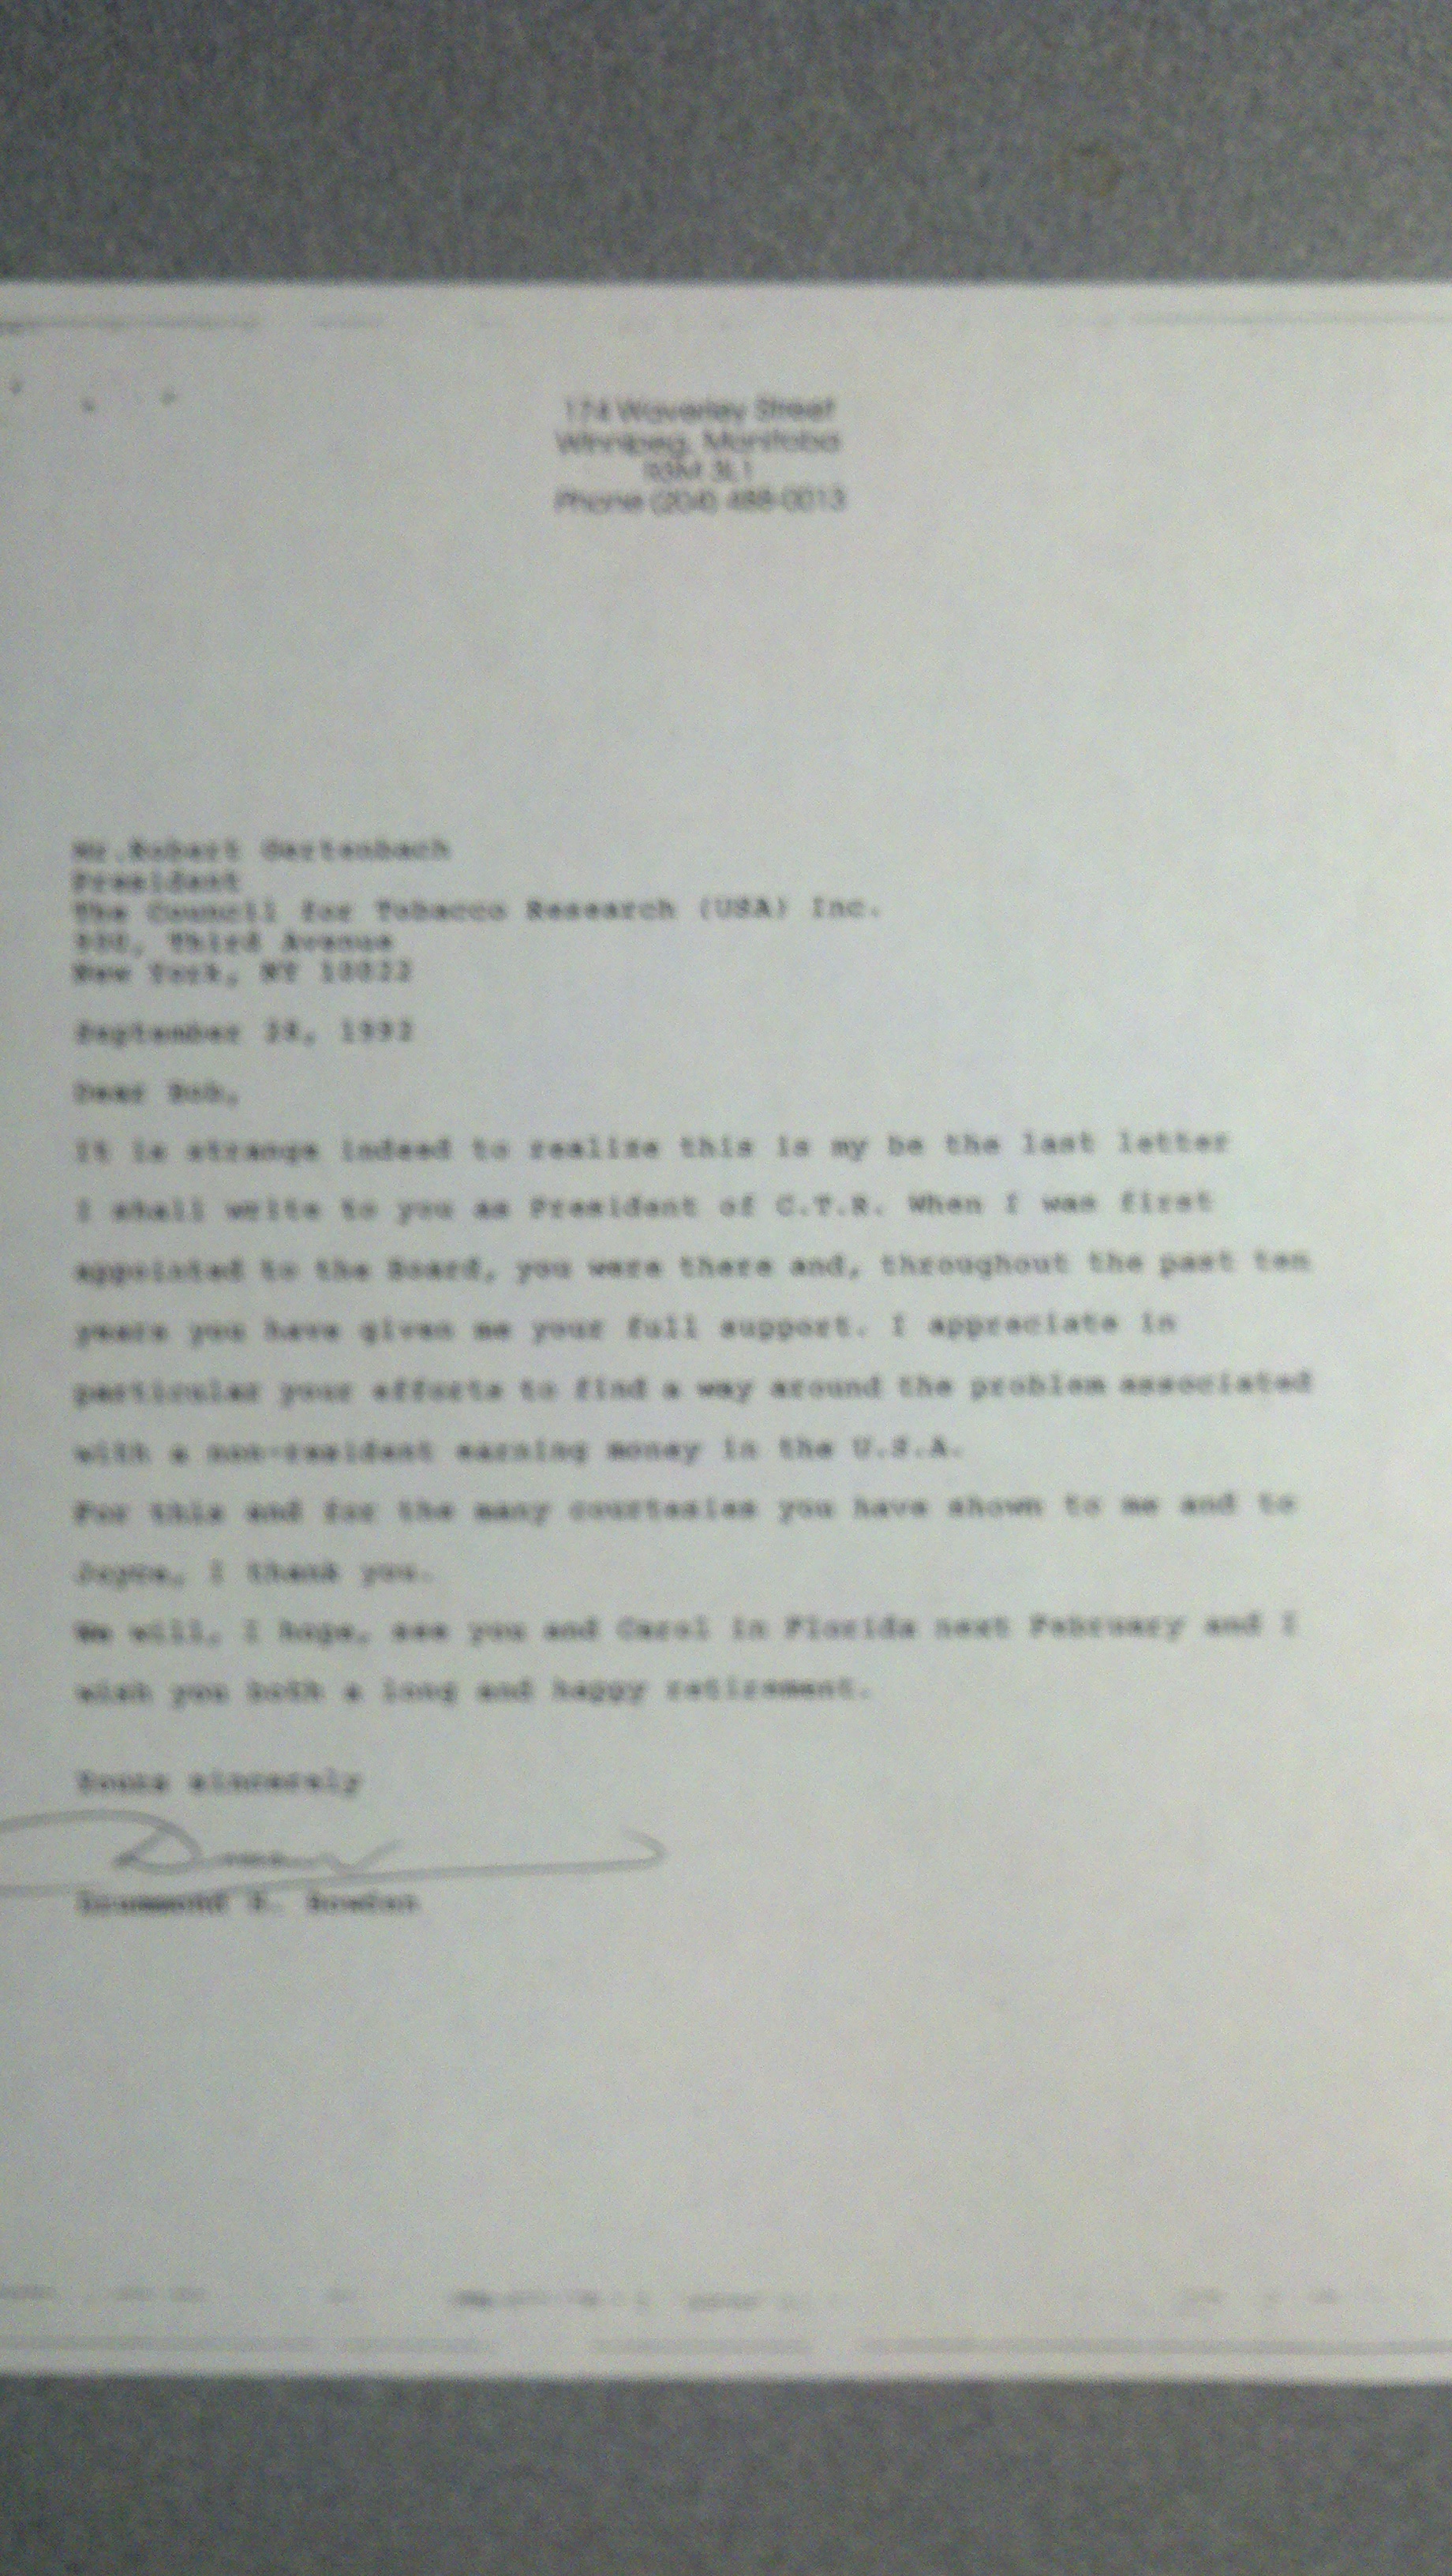 174 Waverley Street
Winnipeg, Manitoba
R3M 3L1
Phone (204) 488-0013
Mr.Robert Gertenbach
President
The Council for Tobacco Research (USA) Inc.
900, Third Avenue
New York, NY 10022
September 28, 1992
Dear Bob,
It is strange indeed to realize this is my be the last letter
I shall write to you as President of C.T.R. When I was first
appointed to the Board, you were there and, throughout the past ten
years you have given me your full support. I appreciate in
particular your efforts to find a way around the problem associated
with a non-resident earning money in the U.S.A.
For this and for the many courtesies you have shown to me and to
Joyce, I thank you.
We will, I hope, see you and Carol in Florida next February and I
wish you both a long and happy retirement.
Yours sincerely
Drummond Bowden